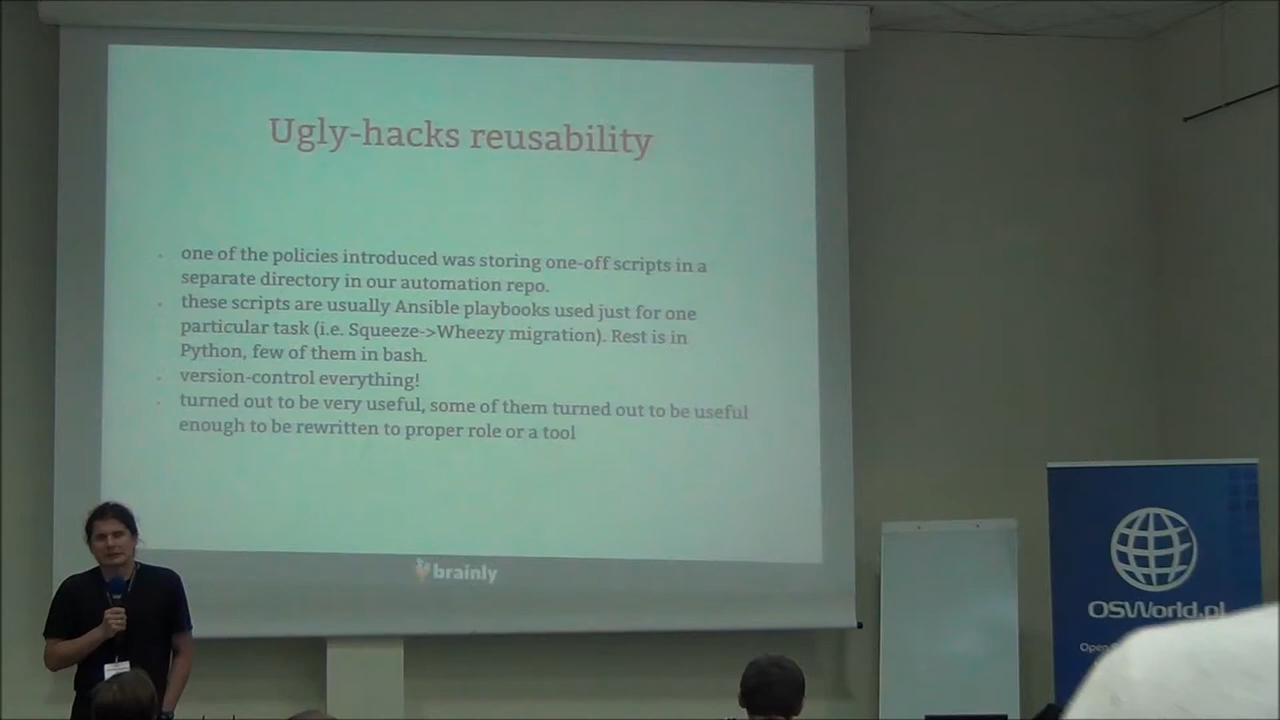 Ugly-hacks reusability
one of the policies introduced was storing one-off scripts in a
separate directory in our automation repo.
these scripts are usually Ansible playbooks used just for one
particular task (i.e. Squeeze->Wheezy migration). Rest is in
Python, few of them in bash.
version-control everything!
turned out to be very useful, some of them turned out to be useful
enough to be rewritten to proper role or a tool
brainly
OSWorld.pl